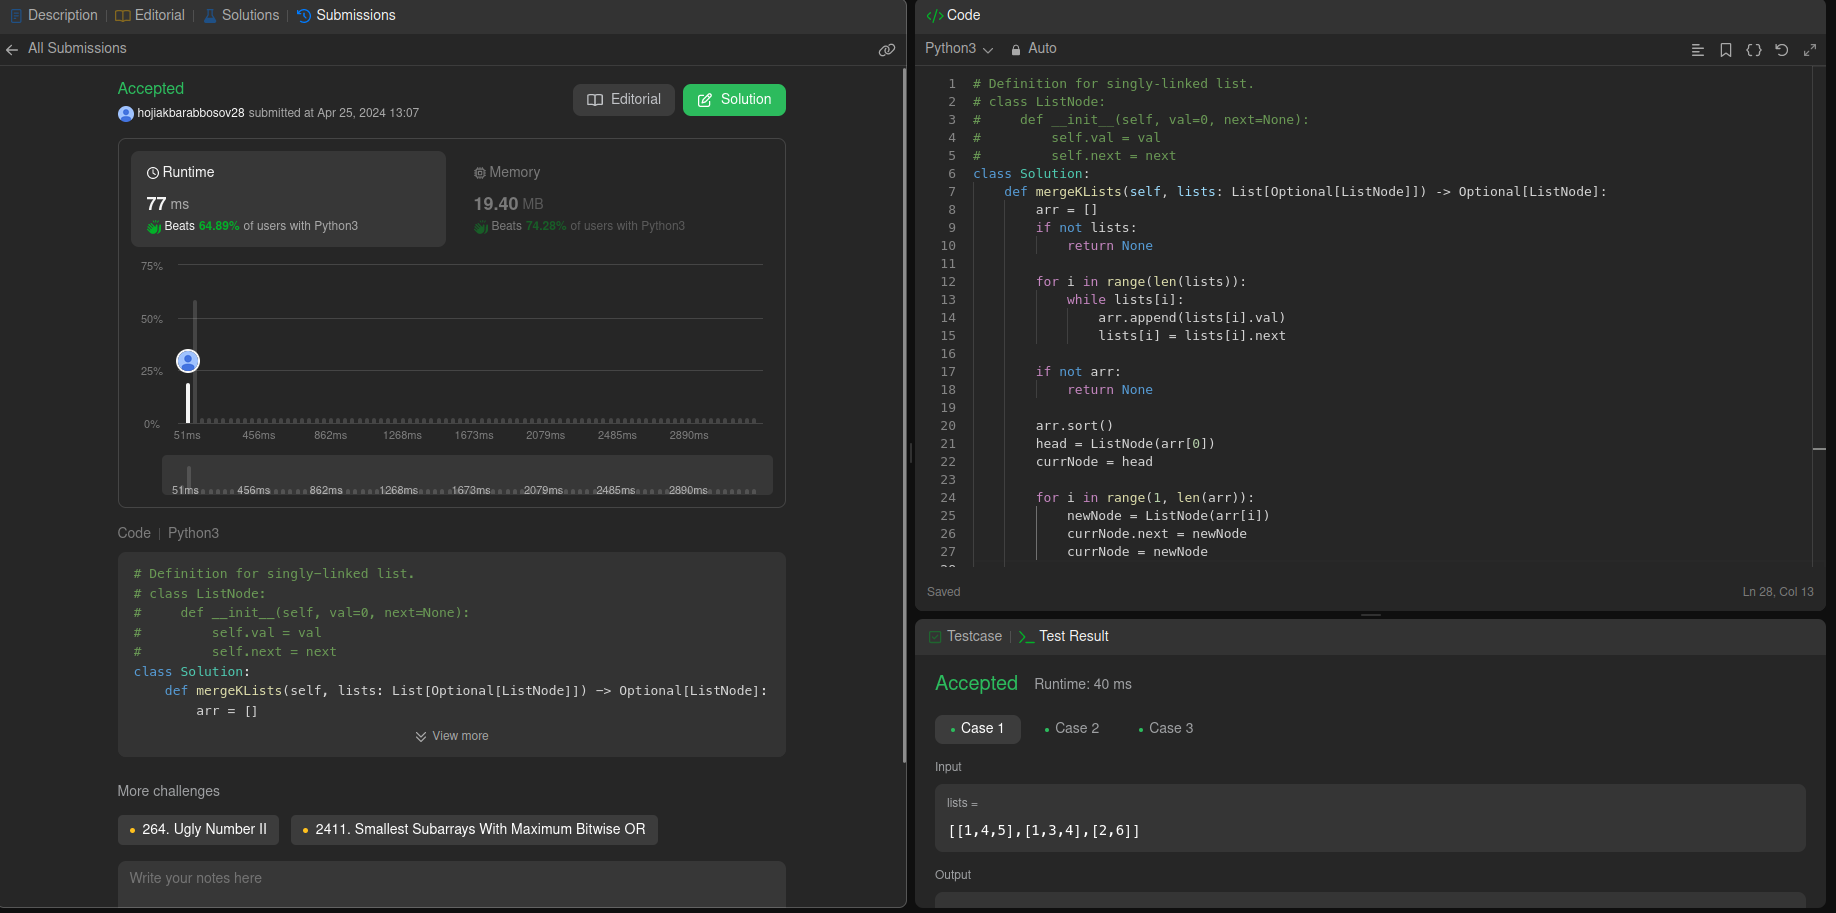 Description | Editorial | Solutions | Submissions
All Submissions
Accepted
hojiakbarabbosov28 submitted at Apr 25, 2024 13:07
Editorial
Solution
Runtime
77 ms
Beats 64.89% of users with Python3
Memory
19.40 MB
Beats 74.28% of users with Python3
75%
50%
25%
0%
51ms 456ms 862ms 1268ms 1673ms 2079ms 2485ms 2890ms
51ms 456ms 862ms 1268ms 1673ms 2079ms 2485ms 2890ms
Code | Python3
# Definition for singly-linked list.
# class ListNode:
#     def __init__(self, val=0, next=None):
#         self.val = val
#         self.next = next
class Solution:
    def mergeKLists(self, lists: List[Optional[ListNode]]) -> Optional[ListNode]:
        arr = []
View more
More challenges
264. Ugly Number II
2411. Smallest Subarrays With Maximum Bitwise OR
Write your notes here
</> Code
Python3
Auto
1 # Definition for singly-linked list.
2 # class ListNode:
3 #     def __init__(self, val=0, next=None):
4 #         self.val = val
5 #         self.next = next
6 class Solution:
7     def mergeKLists(self, lists: List[Optional[ListNode]]) -> Optional[ListNode]:
8         arr = []
9         if not lists:
10             return None
11
12         for i in range(len(lists)):
13             while lists[i]:
14                 arr.append(lists[i].val)
15                 lists[i] = lists[i].next
16
17         if not arr:
18             return None
19
20         arr.sort()
21         head = ListNode(arr[0])
22         currNode = head
23
24         for i in range(1, len(arr)):
25             newNode = ListNode(arr[i])
26             currNode.next = newNode
27             currNode = newNode
Saved
Ln 28, Col 13
Testcase | >_ Test Result
Accepted Runtime: 40 ms
Case 1
Case 2
Case 3
Input
lists =
[[1,4,5],[1,3,4],[2,6]]
Output